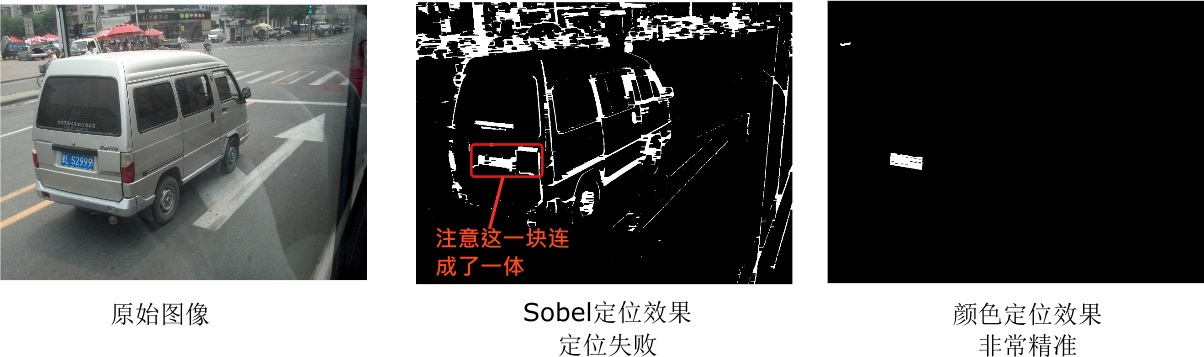 L·S2999
注意这一块连
成了一体
原始图像
Sobel定位效果
定位失败
颜色定位效果
非常精准